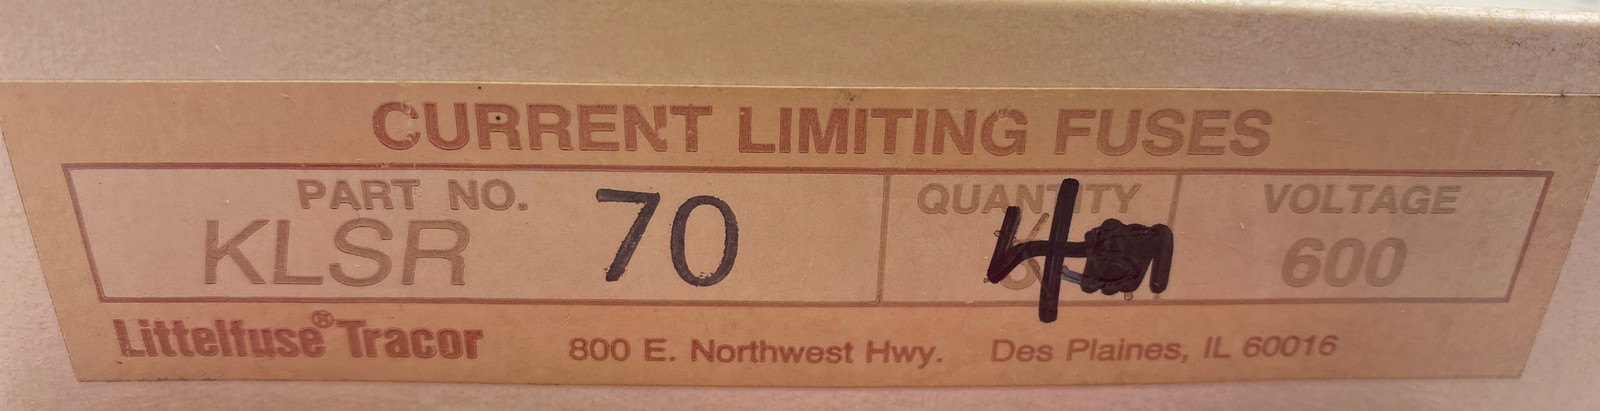 CURRENT LIMITING FUSES
PART NO. QUANTITY VOLTAGE
KLSR 70 4 600
Littelfuse® Tracor 800 E. Northwest Hwy. Des Plaines, IL 60016